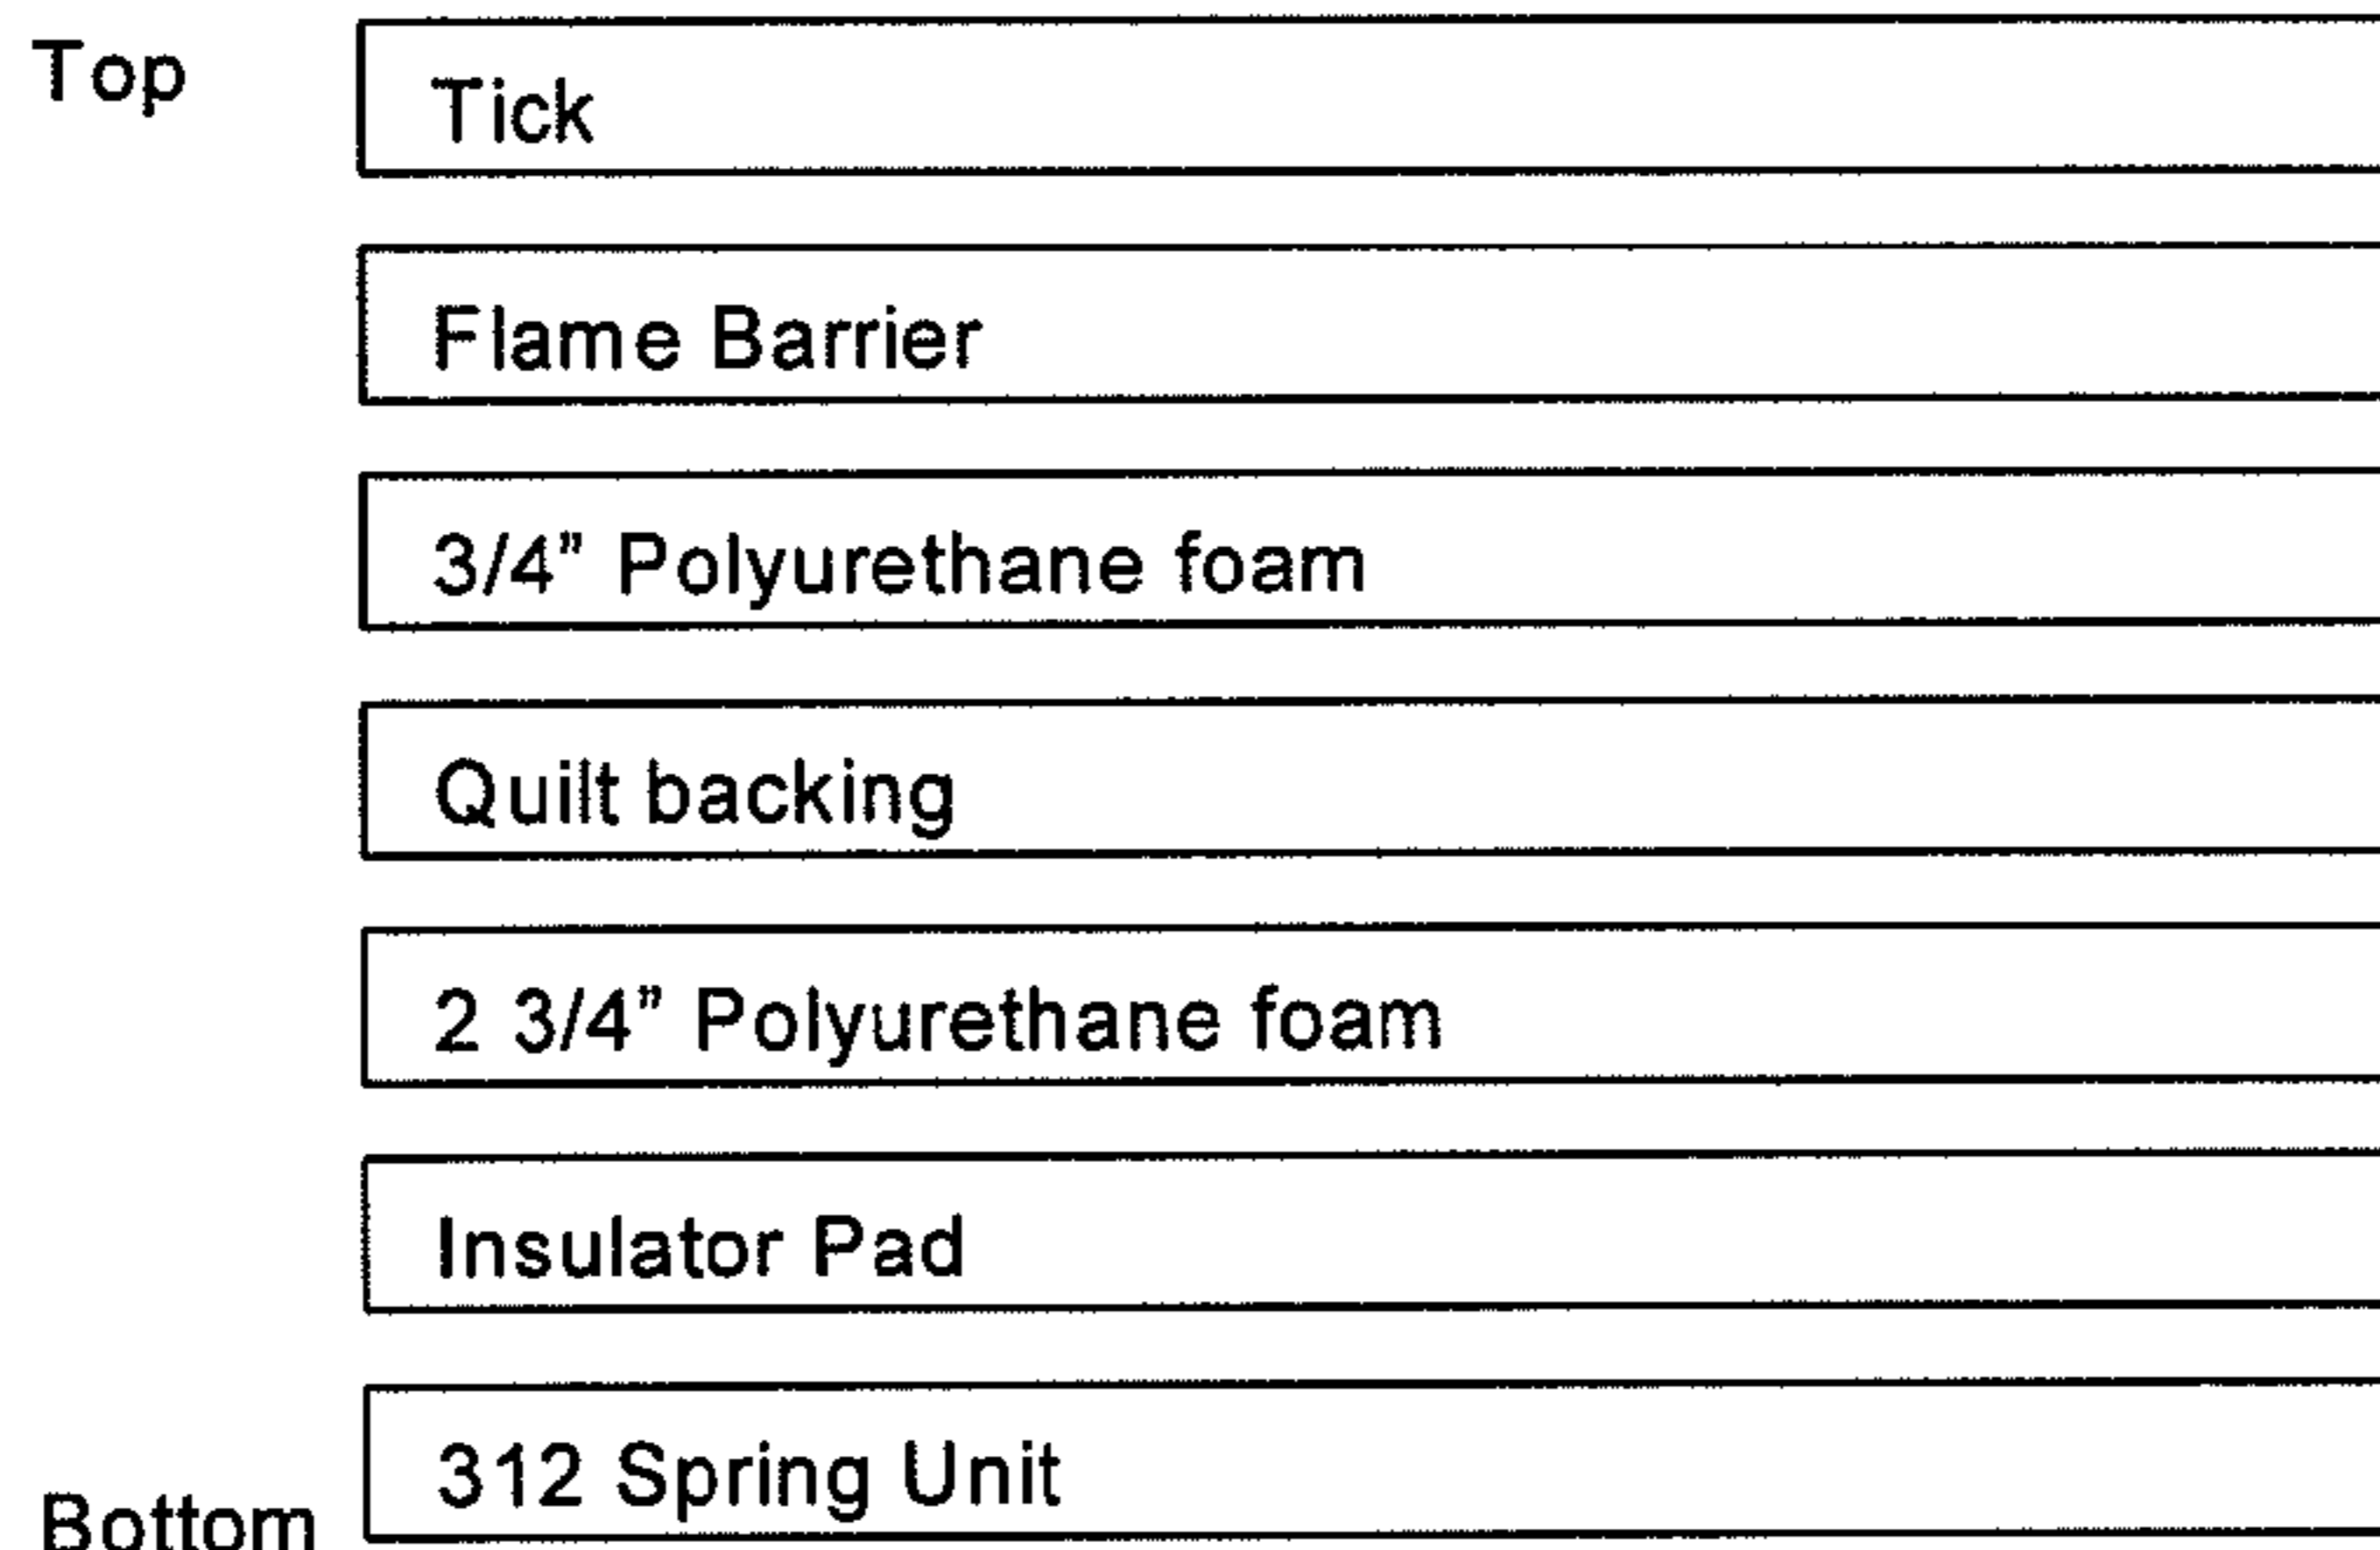 Top
Tick
Flame Barrier
3/4” Polyurethane foam
Quilt backing
2 3/4” Polyurethane foam
Insulator Pad
312 Spring Unit
Bottom